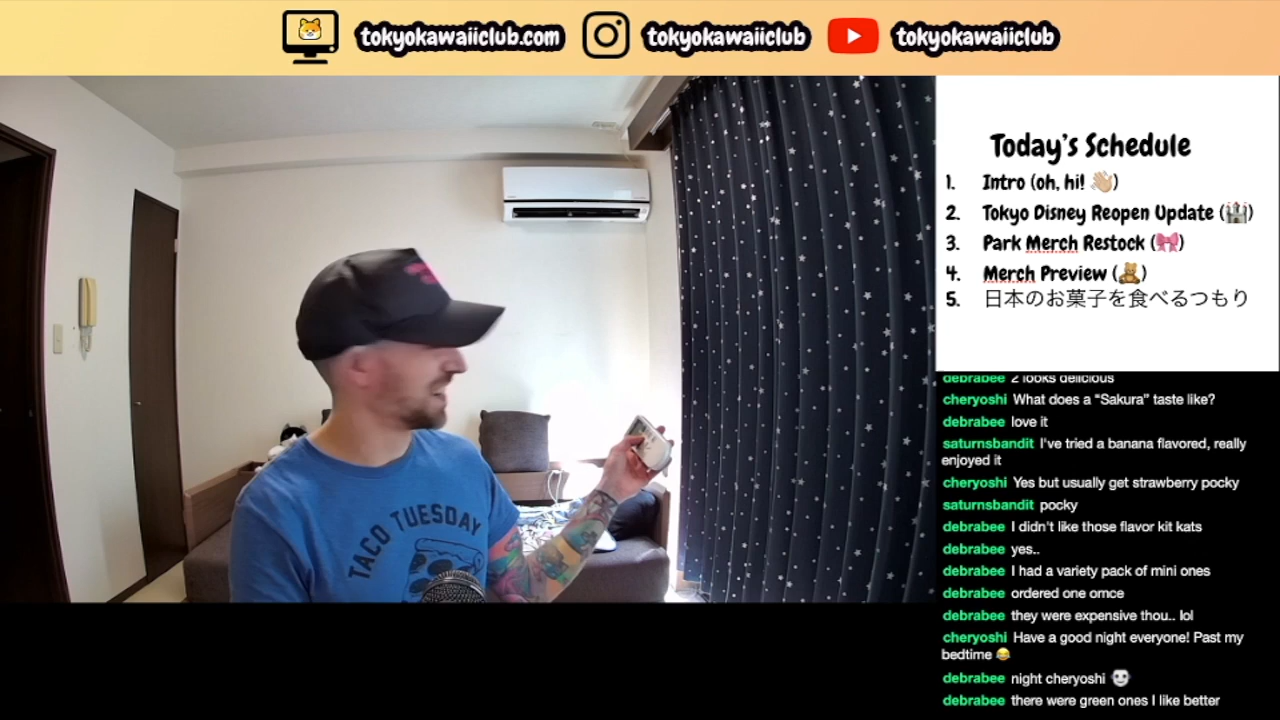 tokyokawaiiclub.com tokyokawaiiclub tokyokawaiiclub
Today's Schedule
1. Intro (oh, hi! 👋🏼)
2. Tokyo Disney Reopen Update (🏰)
3. Park Merch Restock (🎀)
4. Merch Preview (🧸)
5. 日本のお菓子を食べるつもり
TACO TUESDAY
debrabee 2 looks delicious
cheryoshi What does a “Sakura” taste like?
debrabee love it
saturnsbandit I've tried a banana flavored, really
enjoyed it
cheryoshi Yes but usually get strawberry pocky
saturnsbandit pocky
debrabee I didn't like those flavor kit kats
debrabee yes..
debrabee I had a variety pack of mini ones
debrabee ordered one ornce
debrabee they were expensive thou.. lol
cheryoshi Have a good night everyone! Past my
bedtime 😂
debrabee night cheryoshi
debrabee there were green ones I like better